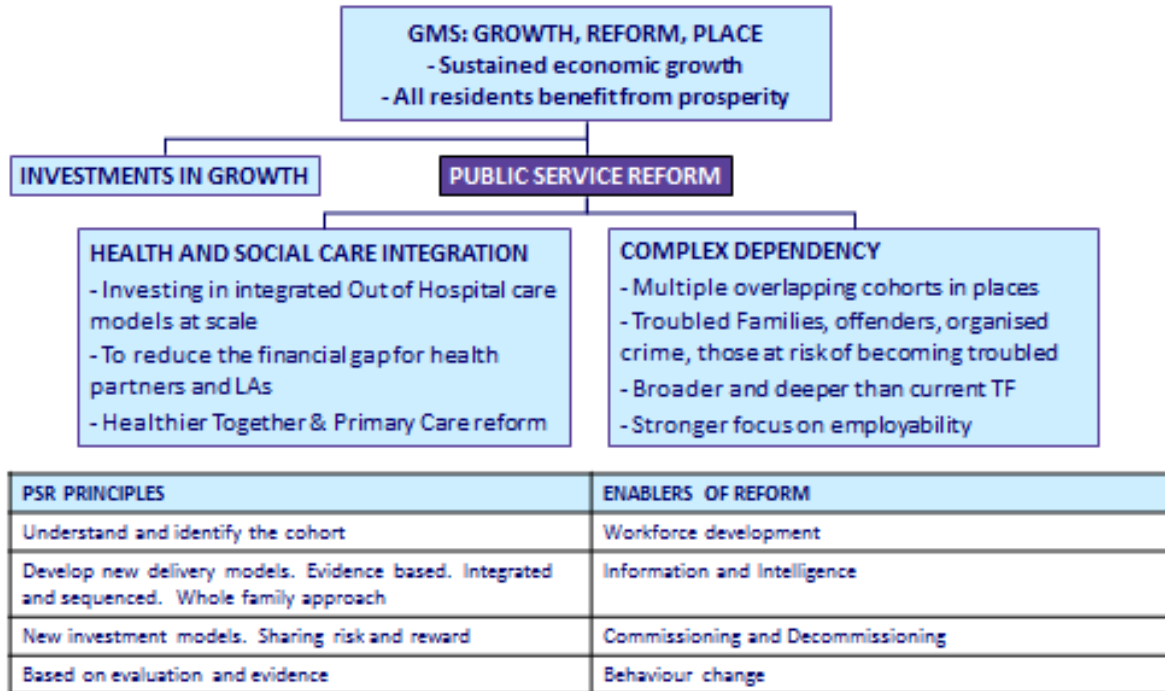 GMS: GROWTH, REFORM, PLACE
- Sustained economic growth
- All residents benefit from prosperity
INVESTMENTS IN GROWTH
PUBLIC SERVICE REFORM
HEALTH AND SOCIAL CARE INTEGRATION
- Investing in integrated Out of Hospital care
models at scale
- To reduce the financial gap for health
partners and LAs
- Healthier Together & Primary Care reform
COMPLEX DEPENDENCY
- Multiple overlapping cohorts in places
- Troubled Families, offenders, organised
crime, those at risk of becoming troubled
- Broader and deeper than current TF
- Stronger focus on employability
PSR PRINCIPLES
ENABLERS OF REFORM
Understand and identify the cohort
Workforce development
Develop new delivery models. Evidence based. Integrated
and sequenced. Whole family approach
Information and Intelligence
New investment models. Sharing risk and reward
Commissioning and Decommissioning
Based on evaluation and evidence
Behaviour change